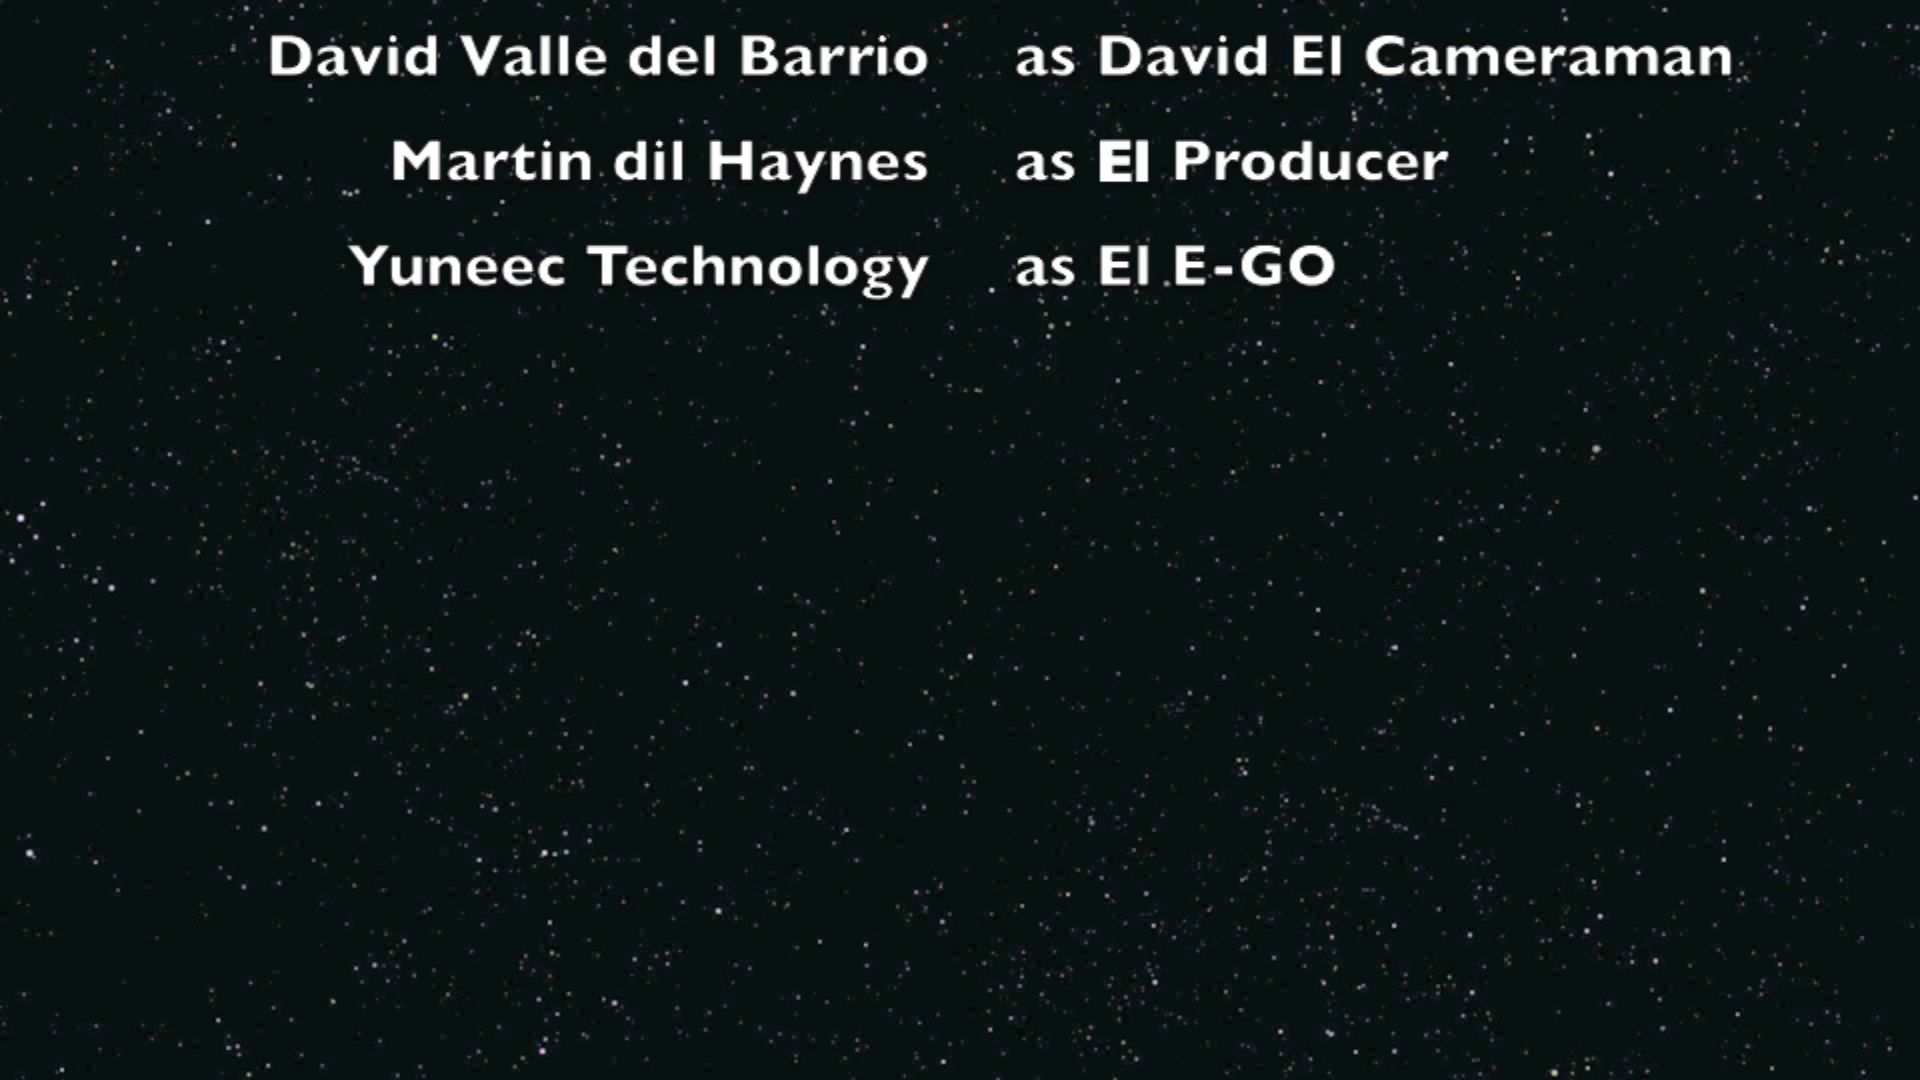 David Valle del Barrio as David El Cameraman
Martin dil Haynes as El Producer
Yuneec Technology as El E-GO